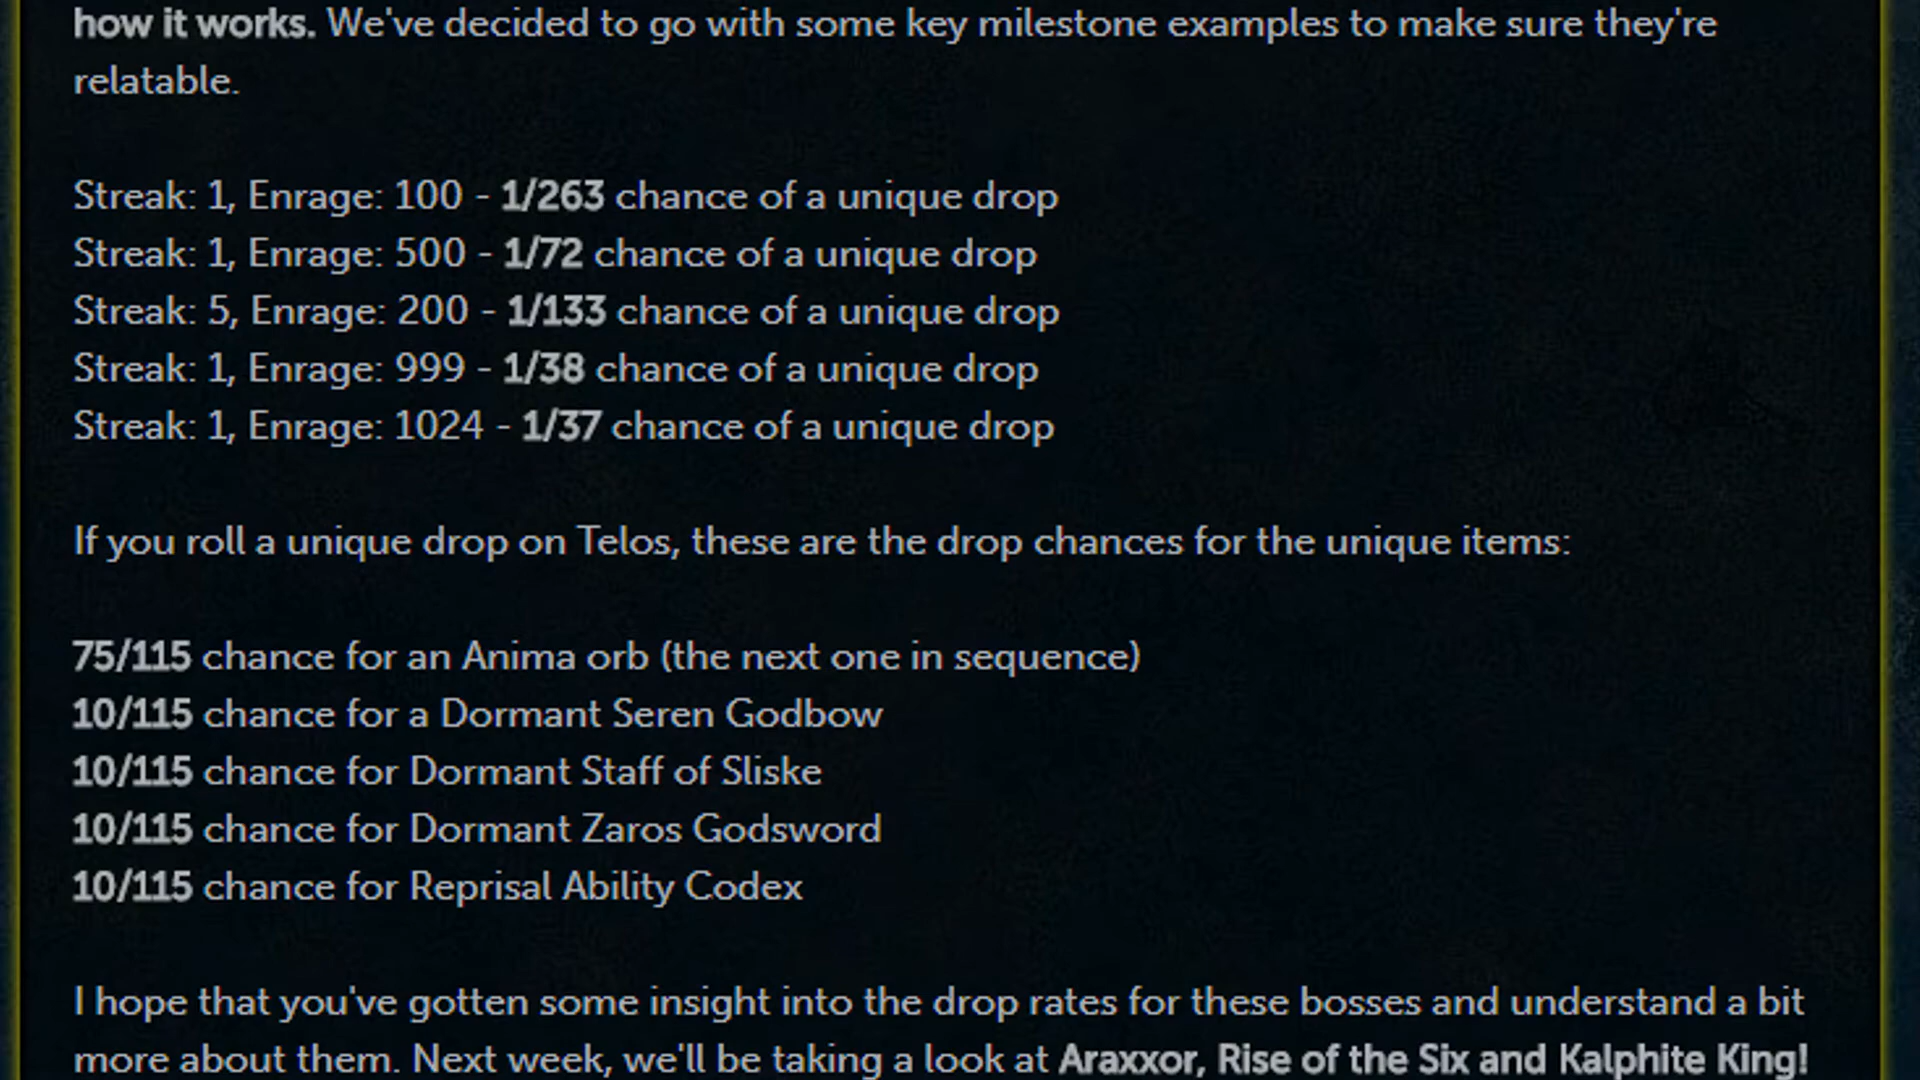 how it works. We've decided to go with some key milestone examples to make sure they're
relatable.
Streak: 1, Enrage: 100 - 1/263 chance of a unique drop
Streak: 1, Enrage: 500 - 1/72 chance of a unique drop
Streak: 5, Enrage: 200 - 1/133 chance of a unique drop
Streak: 1, Enrage: 999 - 1/38 chance of a unique drop
Streak: 1, Enrage: 1024 - 1/37 chance of a unique drop
If you roll a unique drop on Telos, these are the drop chances for the unique items:
75/115 chance for an Anima orb (the next one in sequence)
10/115 chance for a Dormant Seren Godbow
10/115 chance for Dormant Staff of Sliske
10/115 chance for Dormant Zaros Godsword
10/115 chance for Reprisal Ability Codex
I hope that you've gotten some insight into the drop rates for these bosses and understand a bit
more about them. Next week, we'll be taking a look at Araxxor, Rise of the Six and Kalphite King!